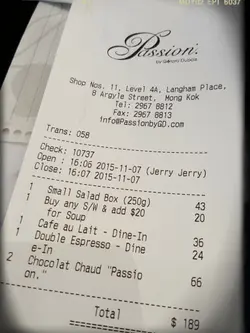 Passion.
by Gérard Dubois
Shop Nos. 11, Level 4A, Langham Place,
8 Argyle Street, Hong Kok
Tel: 2967 8812
Fax: 2967 8813
info@PassionbyGD.com
Trans: 058
Check: 10737
Open : 16:06 2015-11-07 (Jerry Jerry)
Close: 16:07 2015-11-07
1 Small Salad Box (250g) 43
1 Buy any S/W & add $20 20
for Soup
1 Cafe au Lait - Dine-In 36
1 Double Espresso - Dine 24
e-In
2 Chocolat Chaud "Passio 66
on."
Total $ 189